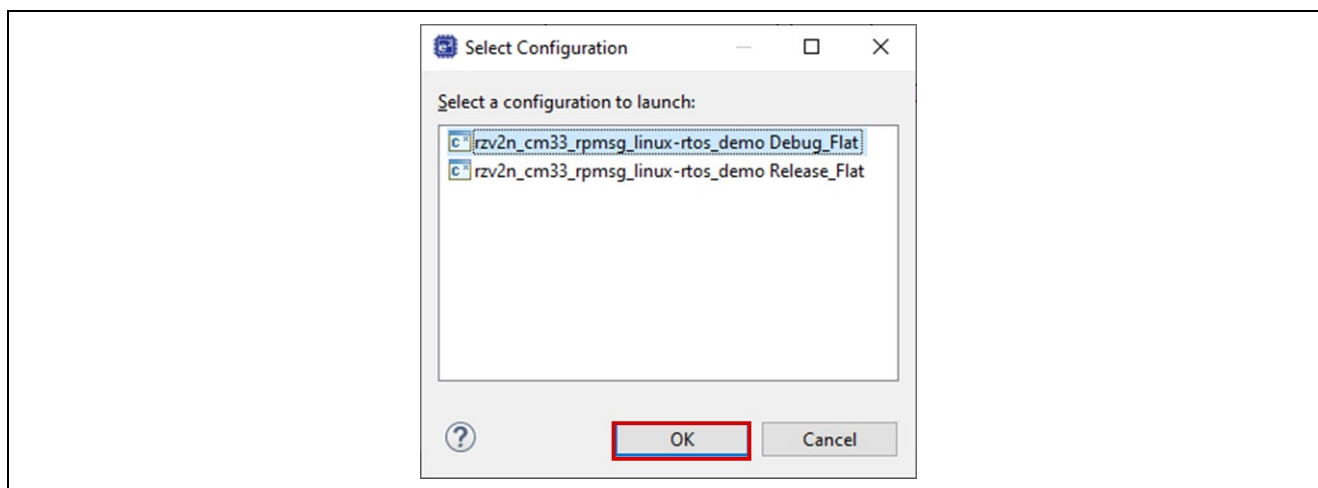 Select Configuration
Select a configuration to launch:
rzv2n_cm33_rpmsg_linux-rtos_demo Debug_Flat
rzv2n_cm33_rpmsg_linux-rtos_demo Release_Flat
OK Cancel